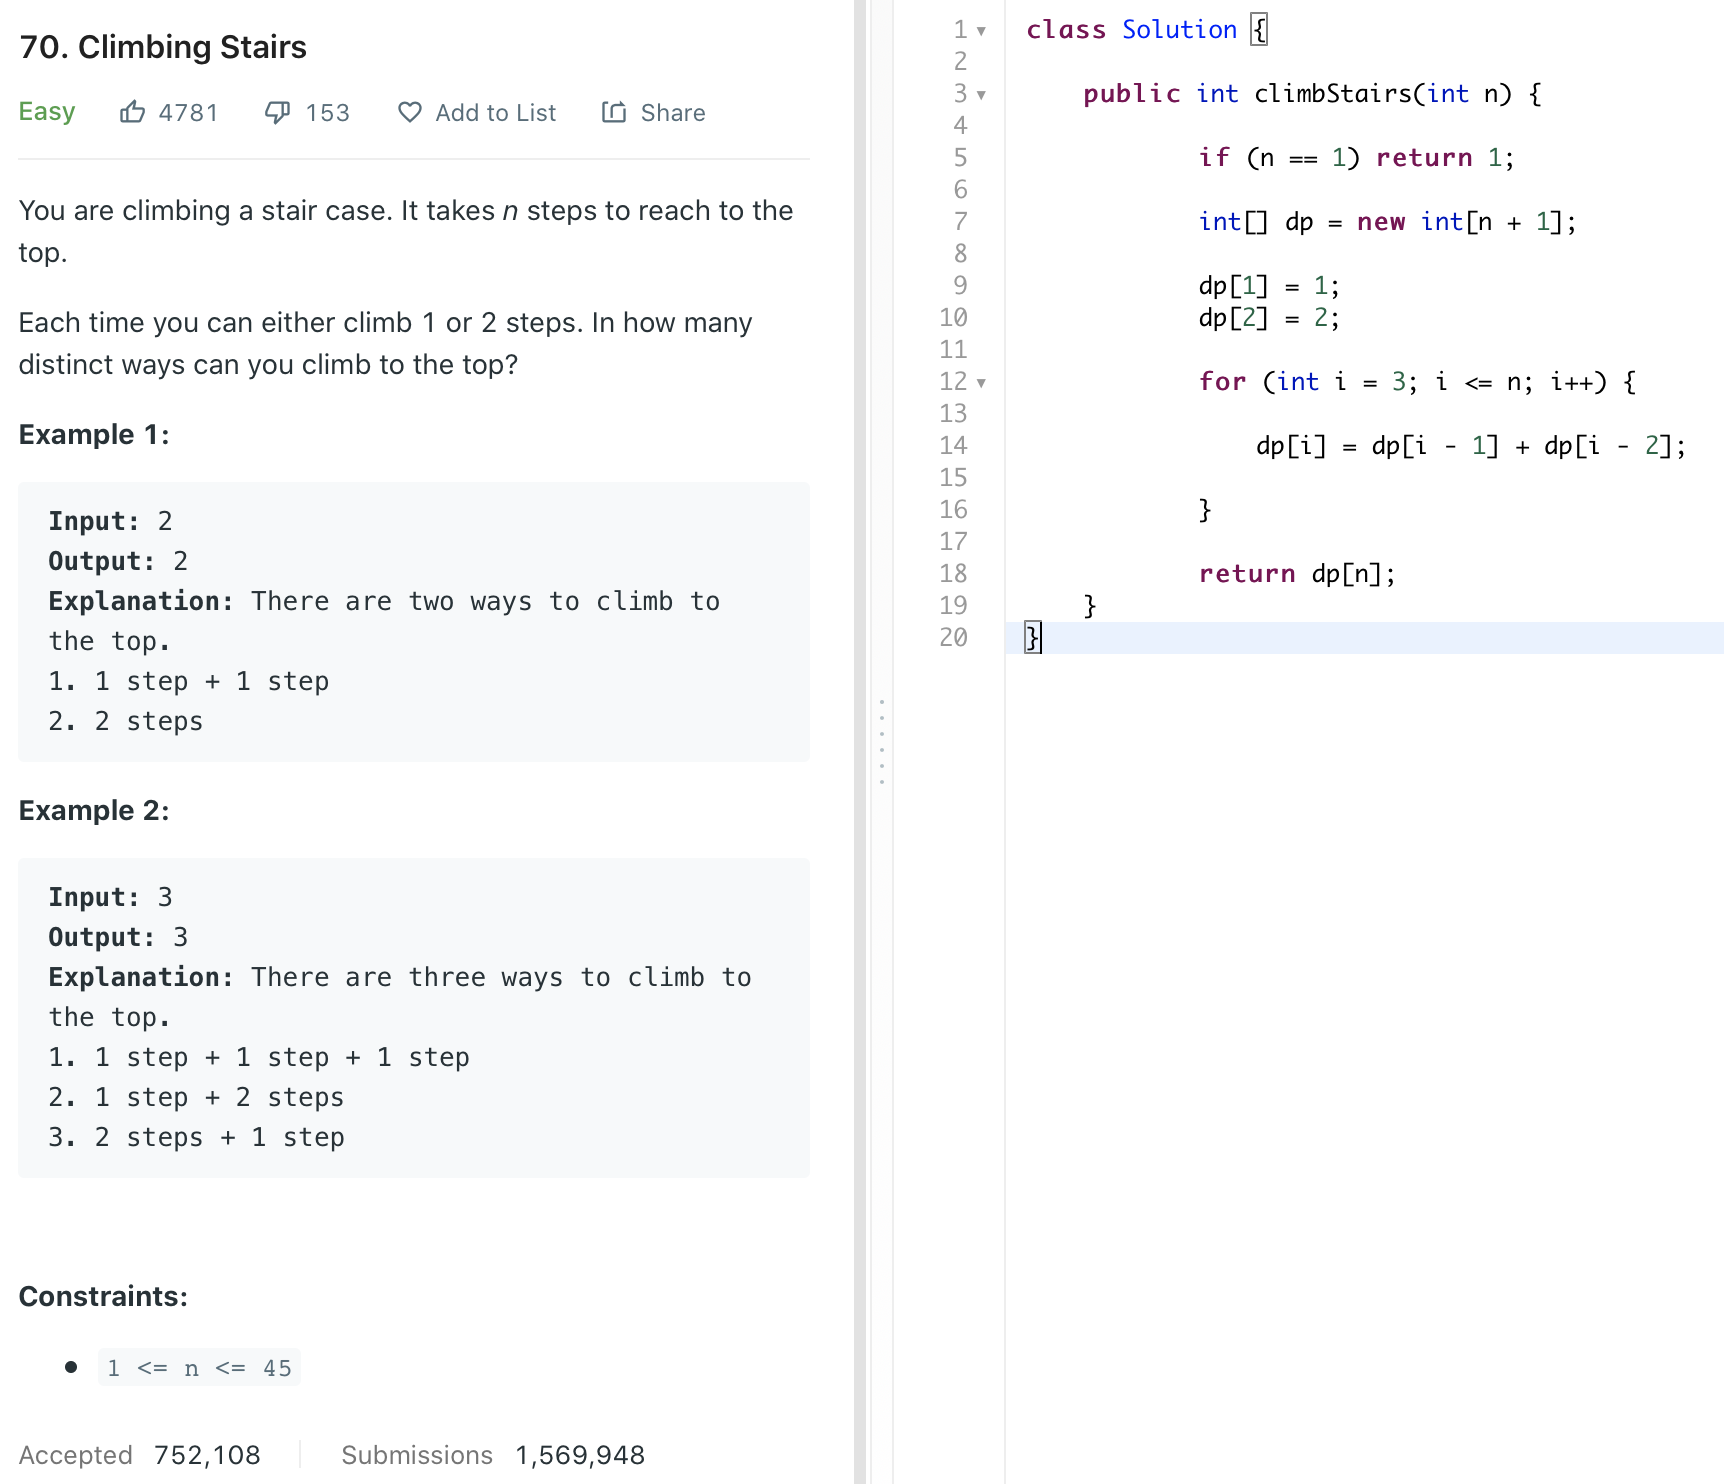 70. Climbing Stairs
Easy 4781 153 Add to List Share
You are climbing a stair case. It takes n steps to reach to the
top.
Each time you can either climb 1 or 2 steps. In how many
distinct ways can you climb to the top?
Example 1:
Input: 2
Output: 2
Explanation: There are two ways to climb to
the top.
1. 1 step + 1 step
2. 2 steps
Example 2:
Input: 3
Output: 3
Explanation: There are three ways to climb to
the top.
1. 1 step + 1 step + 1 step
2. 1 step + 2 steps
3. 2 steps + 1 step
Constraints:
1 <= n <= 45
Accepted 752,108 Submissions 1,569,948
1 class Solution {
2
3 public int climbStairs(int n) {
4
5 if (n == 1) return 1;
6
7 int[] dp = new int[n + 1];
8
9 dp[1] = 1;
10 dp[2] = 2;
11
12 for (int i = 3; i <= n; i++) {
13
14 dp[i] = dp[i - 1] + dp[i - 2];
15
16 }
17
18 return dp[n];
19 }
20 }